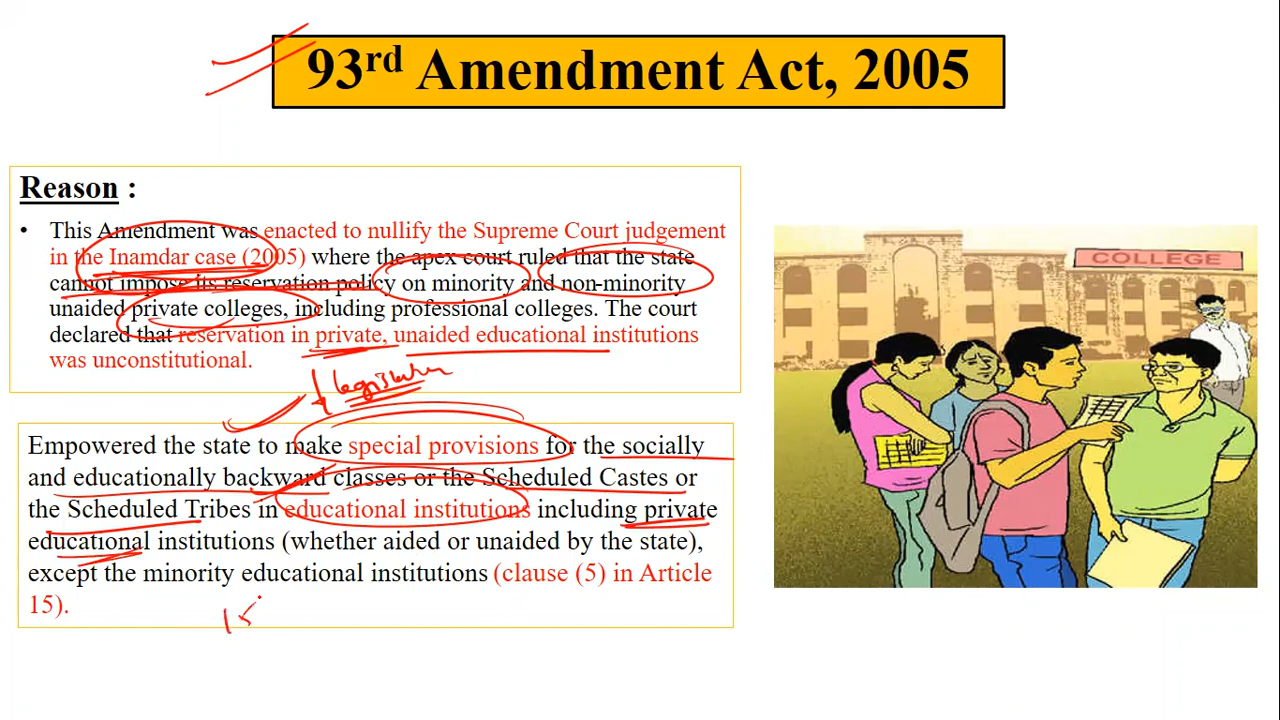 93rd Amendment Act, 2005
Reason :
• This Amendment was enacted to nullify the Supreme Court judgement
in the Inamdar case (2005) where the apex court ruled that the state
cannot impose its reservation policy on minority and non-minority
unaided private colleges, including professional colleges. The court
declared that reservation in private, unaided educational institutions
was unconstitutional.
Empowered the state to make special provisions for the socially
and educationally backward classes or the Scheduled Castes or
the Scheduled Tribes in educational institutions including private
educational institutions (whether aided or unaided by the state),
except the minority educational institutions (clause (5) in Article
15).
15
COLLEGE